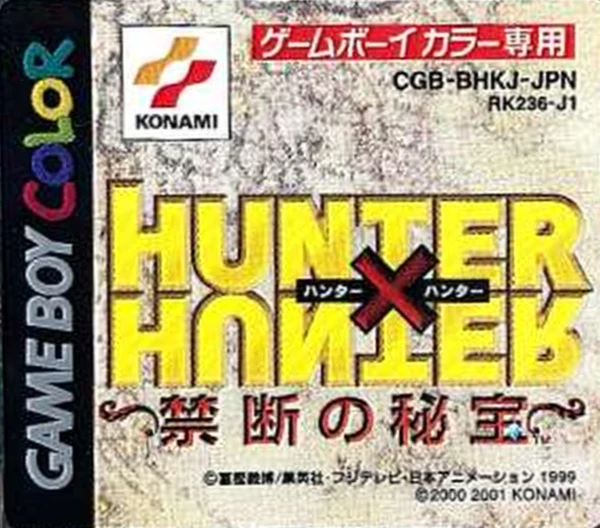 GAME BOY COLOR
KONAMI
ゲームボーイカラー専用
CGB-BHKJ-JPN
RK236-J1
HUNTER
ハンター×ハンター
HUNTER
禁断の秘宝
TM
©冨樫義博/集英社・フジテレビ・日本アニメーション 1999
©2000 2001 KONAMI